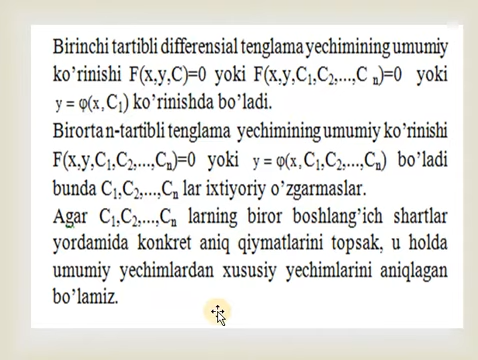 Birinchi tartibli differensial tenglama yechimining umumiy
ko'rinishi F(x,y,C)=0 yoki F(x,y,C₁,C₂,...,C ₙ)=0 yoki
y = φ(x, C₁) ko'rinishda bo'ladi.
Birorta n-tartibli tenglama yechimining umumiy ko'rinishi
F(x,y,C₁,C₂,...,Cₙ)=0 yoki y = φ(x, C₁,C₂,...,Cₙ) bo'ladi
bunda C₁,C₂,...,Cₙ lar ixtiyoriy o'zgarmaslar.
Agar C₁,C₂,...,Cₙ larning biror boshlang'ich shartlar
yordamida konkret aniq qiymatlarini topsak, u holda
umumiy yechimlardan xususiy yechimlarini aniqlagan
bo'lamiz.